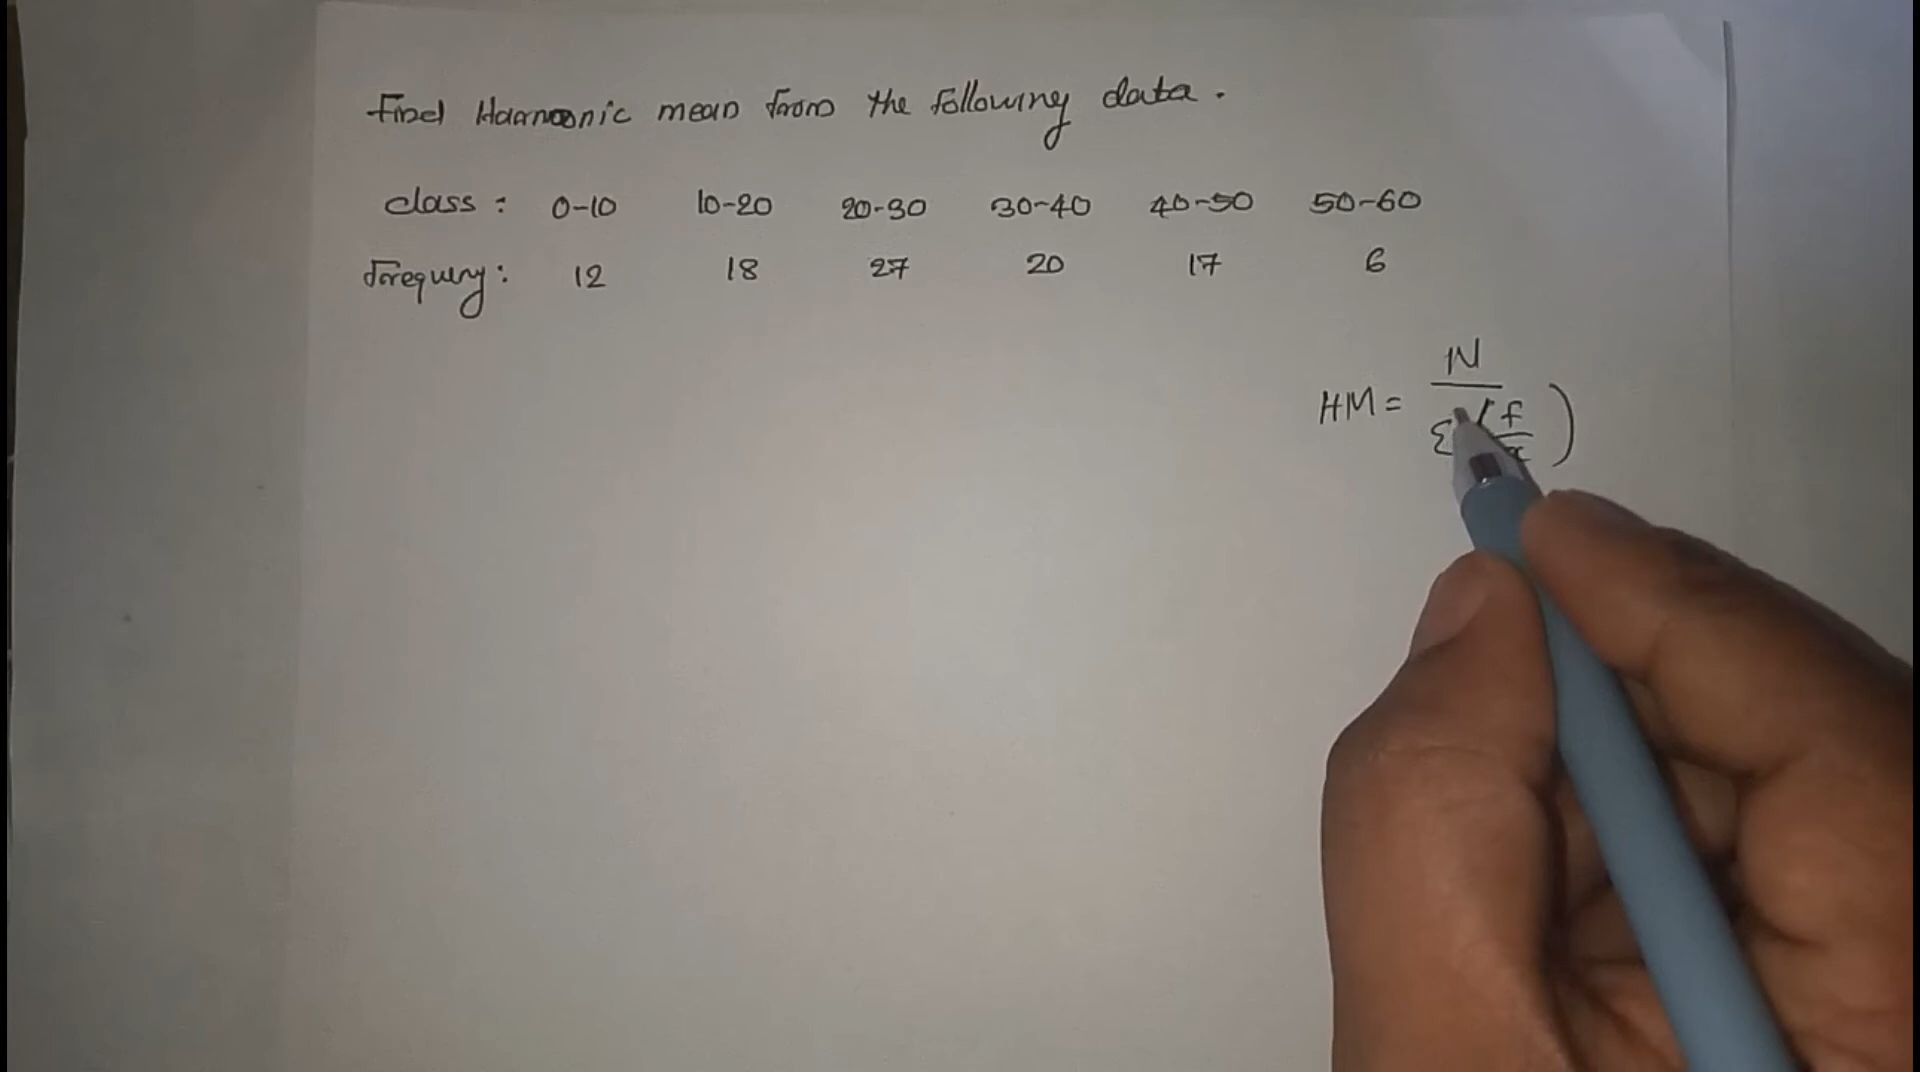 Find Harmonic mean from the following data.
class: 0-10 10-20 20-30 30-40 40-50 50-60
Frequency: 12 18 27 20 17 6
HM = N / Σ(f/x)